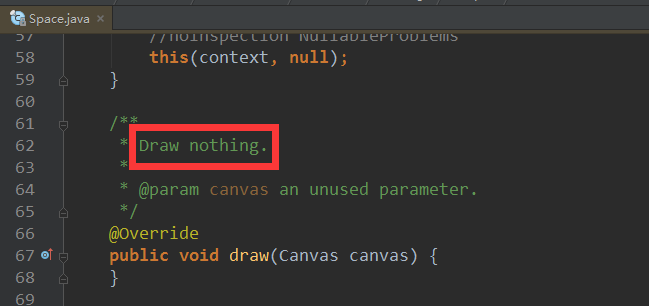 Space.java ×
57 //noinspection NullableProblems
58 this(context, null);
59 }
60
61 /**
62 * Draw nothing.
63 *
64 * @param canvas an unused parameter.
65 */
66 @Override
67 public void draw(Canvas canvas) {
68 }
69